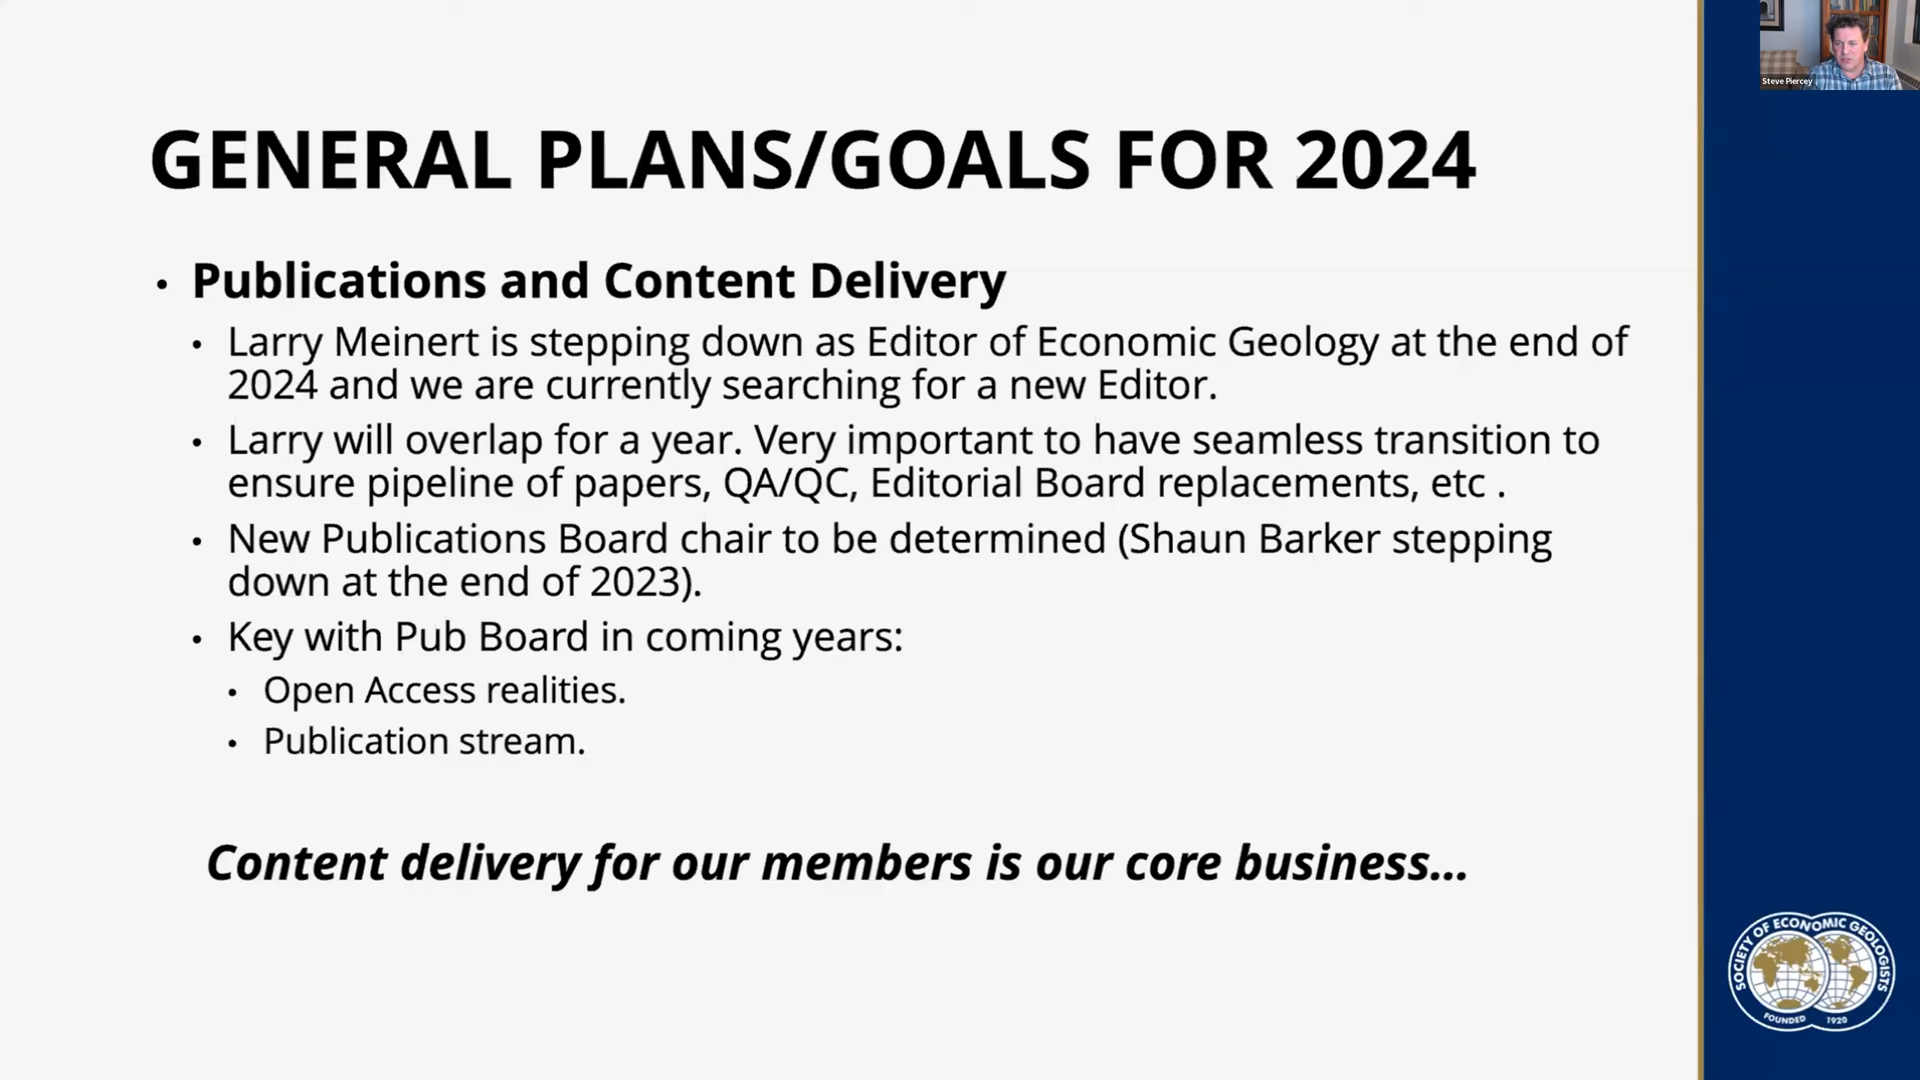 Steve Piercey
GENERAL PLANS/GOALS FOR 2024
• Publications and Content Delivery
• Larry Meinert is stepping down as Editor of Economic Geology at the end of
2024 and we are currently searching for a new Editor.
• Larry will overlap for a year. Very important to have seamless transition to
ensure pipeline of papers, QA/QC, Editorial Board replacements, etc .
• New Publications Board chair to be determined (Shaun Barker stepping
down at the end of 2023).
• Key with Pub Board in coming years:
• Open Access realities.
• Publication stream.
Content delivery for our members is our core business...
SOCIETY OF ECONOMIC GEOLOGISTS
FOUNDED 1920